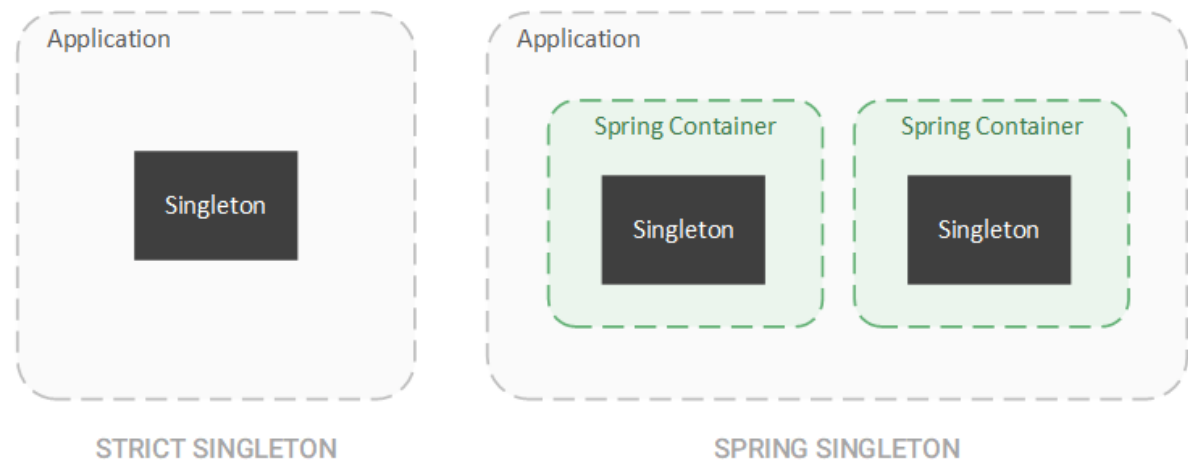 Application
Singleton
STRICT SINGLETON
Application
Spring Container
Singleton
Spring Container
Singleton
SPRING SINGLETON